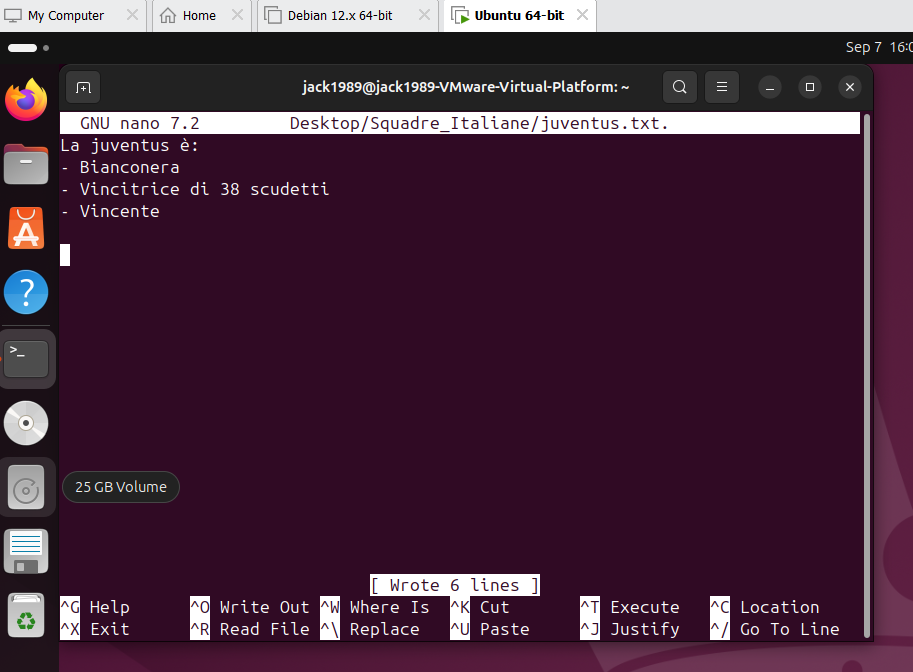 My Computer Home Debian 12.x 64-bit Ubuntu 64-bit
Sep 7 16:0
jack1989@jack1989-VMware-Virtual-Platform: ~
GNU nano 7.2 Desktop/Squadre_Italiane/juventus.txt.
La juventus è:
- Bianconera
- Vincitrice di 38 scudetti
- Vincente
25 GB Volume
[ Wrote 6 lines ]
^G Help ^O Write Out ^W Where Is ^K Cut ^T Execute ^C Location
^X Exit ^R Read File ^\ Replace ^U Paste ^J Justify ^/ Go To Line